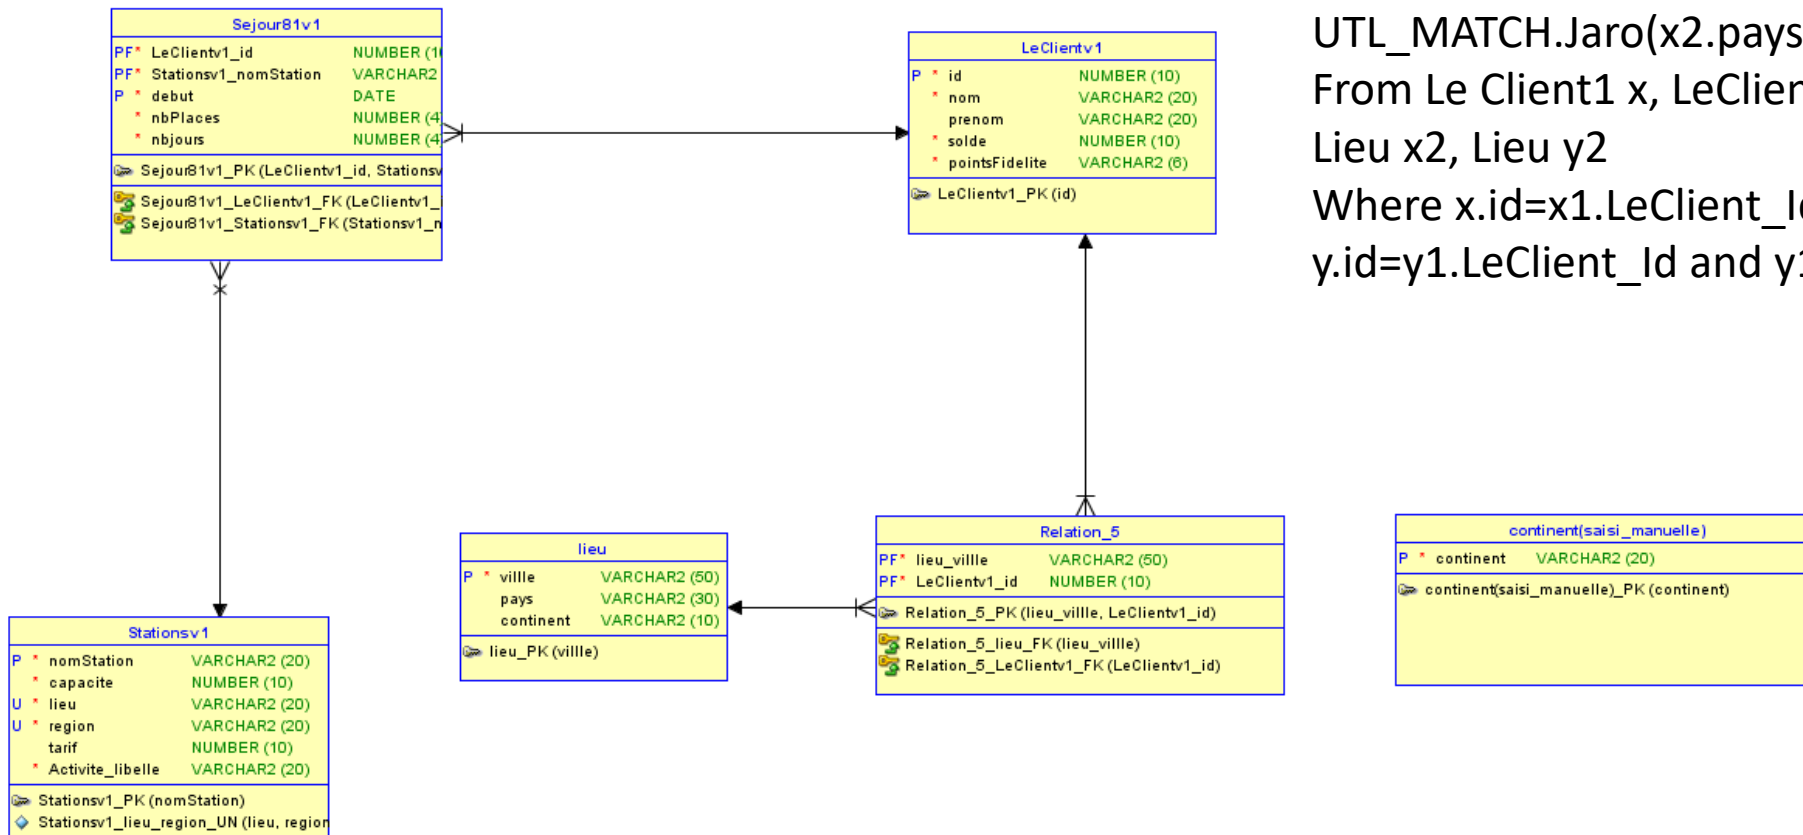 Sejour81v1
PF* LeClientv1_id NUMBER (1
PF* Stationsv1_nomStation VARCHAR2
P * debut DATE
* nbPlaces NUMBER (4
* nbjours NUMBER (4
Sejour81v1_PK (LeClientv1_id, Stationsv
Sejour81v1_LeClientv1_FK (LeClientv1_
Sejour81v1_Stationsv1_FK (Stationsv1_n
LeClientv1
P * id NUMBER (10)
* nom VARCHAR2 (20)
prenom VARCHAR2 (20)
* solde NUMBER (10)
* pointsFidelite VARCHAR2 (6)
LeClientv1_PK (id)
UTL_MATCH.Jaro(x2.pays
From Le Client1 x, LeClien
Lieu x2, Lieu y2
Where x.id=x1.LeClient_I
y.id=y1.LeClient_Id and y1
lieu
P * villle VARCHAR2 (50)
pays VARCHAR2 (30)
continent VARCHAR2 (10)
lieu_PK (villle)
Relation_5
PF* lieu_villle VARCHAR2 (50)
PF* LeClientv1_id NUMBER (10)
Relation_5_PK (lieu_villle, LeClientv1_id)
Relation_5_lieu_FK (lieu_villle)
Relation_5_LeClientv1_FK (LeClientv1_id)
continent(saisi_manuelle)
P * continent VARCHAR2 (20)
continent(saisi_manuelle)_PK (continent)
Stationsv1
P * nomStation VARCHAR2 (20)
* capacite NUMBER (10)
U * lieu VARCHAR2 (20)
U * region VARCHAR2 (20)
tarif NUMBER (10)
* Activite_libelle VARCHAR2 (20)
Stationsv1_PK (nomStation)
Stationsv1_lieu_region_UN (lieu, region